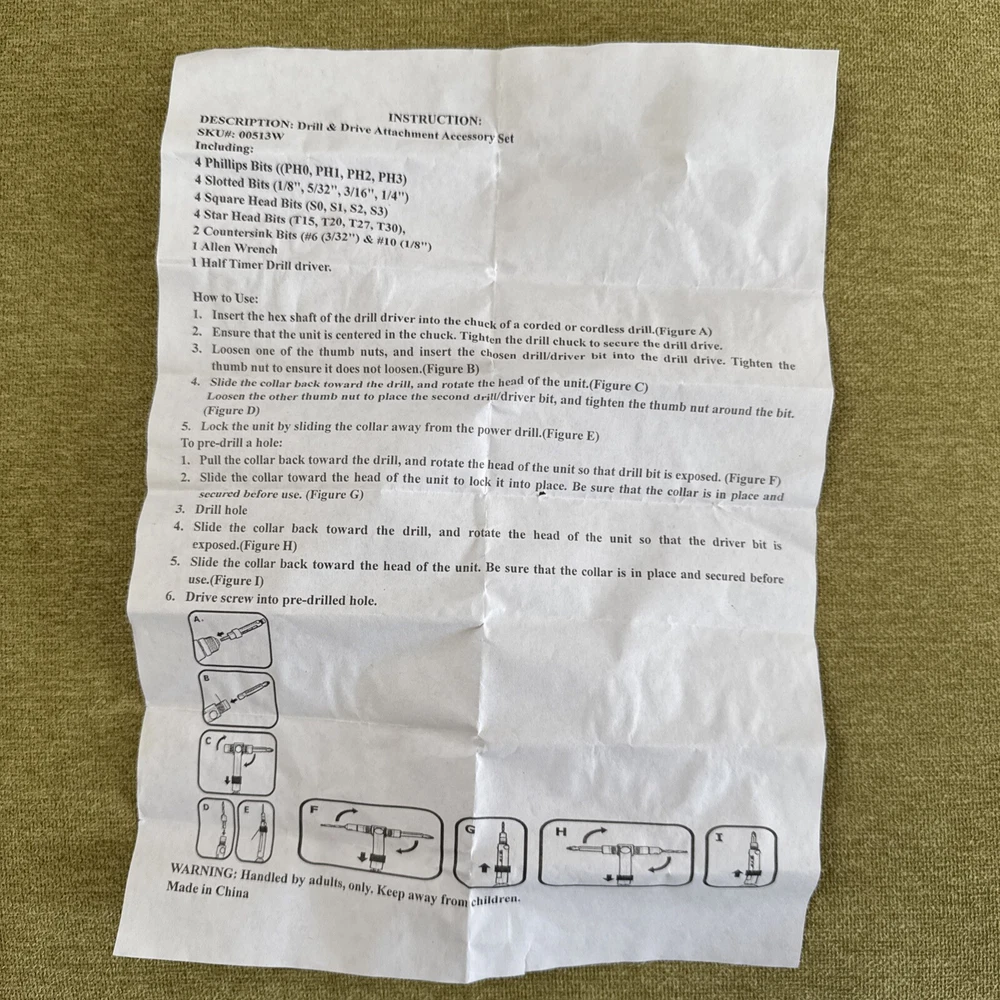 INSTRUCTION:
DESCRIPTION: Drill & Drive Attachment Accessory Set
SKU#: 00513W
Including:
4 Phillips Bits ((PH0, PH1, PH2, PH3)
4 Slotted Bits (1/8", 5/32", 3/16", 1/4")
4 Square Head Bits (S0, S1, S2, S3)
4 Star Head Bits (T15, T20, T27, T30),
2 Countersink Bits (#6 (3/32") & #10 (1/8")
1 Allen Wrench
1 Half Timer Drill driver.
How to Use:
1. Insert the hex shaft of the drill driver into the chuck of a corded or cordless drill.(Figure A)
2. Ensure that the unit is centered in the chuck. Tighten the drill chuck to secure the drill drive.
3. Loosen one of the thumb nuts, and insert the chosen drill/driver bit into the drill drive. Tighten the
thumb nut to ensure it does not loosen.(Figure B)
4. Slide the collar back toward the drill, and rotate the head of the unit.(Figure C)
Loosen the other thumb nut to place the second drill/driver bit, and tighten the thumb nut around the bit.
(Figure D)
5. Lock the unit by sliding the collar away from the power drill.(Figure E)
To pre-drill a hole:
1. Pull the collar back toward the drill, and rotate the head of the unit so that drill bit is exposed. (Figure F)
2. Slide the collar toward the head of the unit to lock it into place. Be sure that the collar is in place and
secured before use. (Figure G)
3. Drill hole
4. Slide the collar back toward the drill, and rotate the head of the unit so that the driver bit is
exposed.(Figure H)
5. Slide the collar back toward the head of the unit. Be sure that the collar is in place and secured before
use.(Figure I)
6. Drive screw into pre-drilled hole.
A.
B
C
D E F G H I
WARNING: Handled by adults, only. Keep away from children.
Made in China